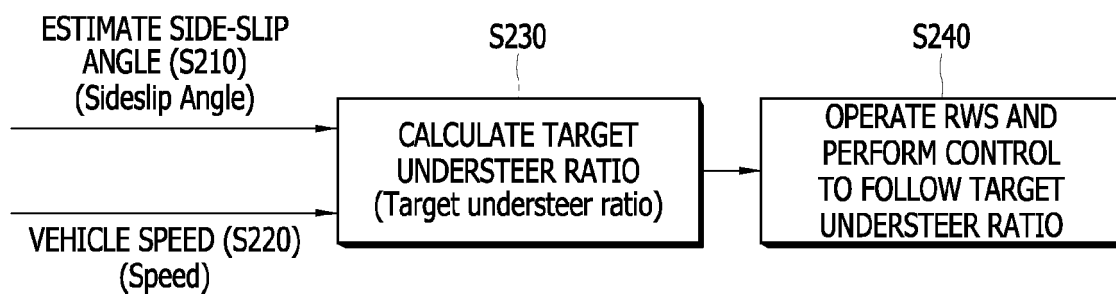 ESTIMATE SIDE-SLIP
ANGLE (S210)
(Sideslip Angle)
VEHICLE SPEED (S220)
(Speed)
S230
CALCULATE TARGET
UNDERSTEER RATIO
(Target understeer ratio)
S240
OPERATE RWS AND
PERFORM CONTROL
TO FOLLOW TARGET
UNDERSTEER RATIO